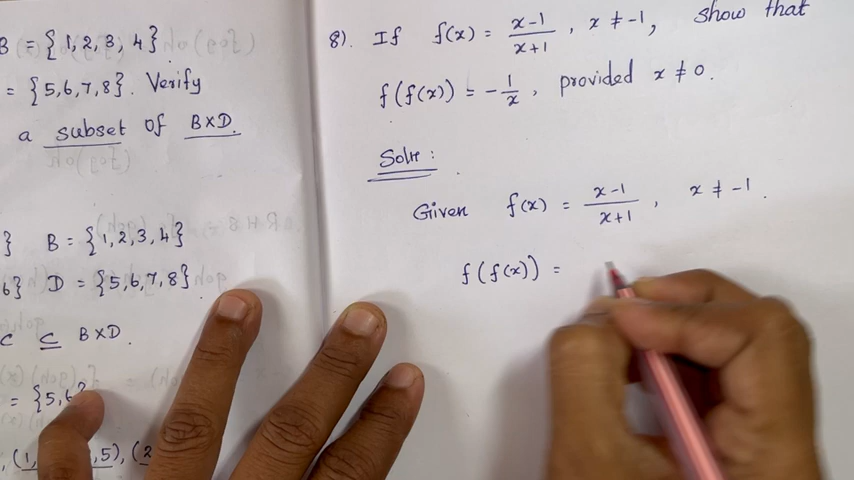 B = {1,2,3,4}.
= {5,6,7,8}. Verify
a subset of B×D.
} B = {1,2,3,4}
6} D = {5,6,7,8}.
C ⊆ B×D.
= {5,6
, (1, ,5), (2
8). If f(x) = x-1/x+1 , x ≠ -1, show that
f(f(x)) = -1/x, provided x ≠ 0.
Solve :
Given f(x) = x-1/x+1 , x ≠ -1.
f(f(x)) =